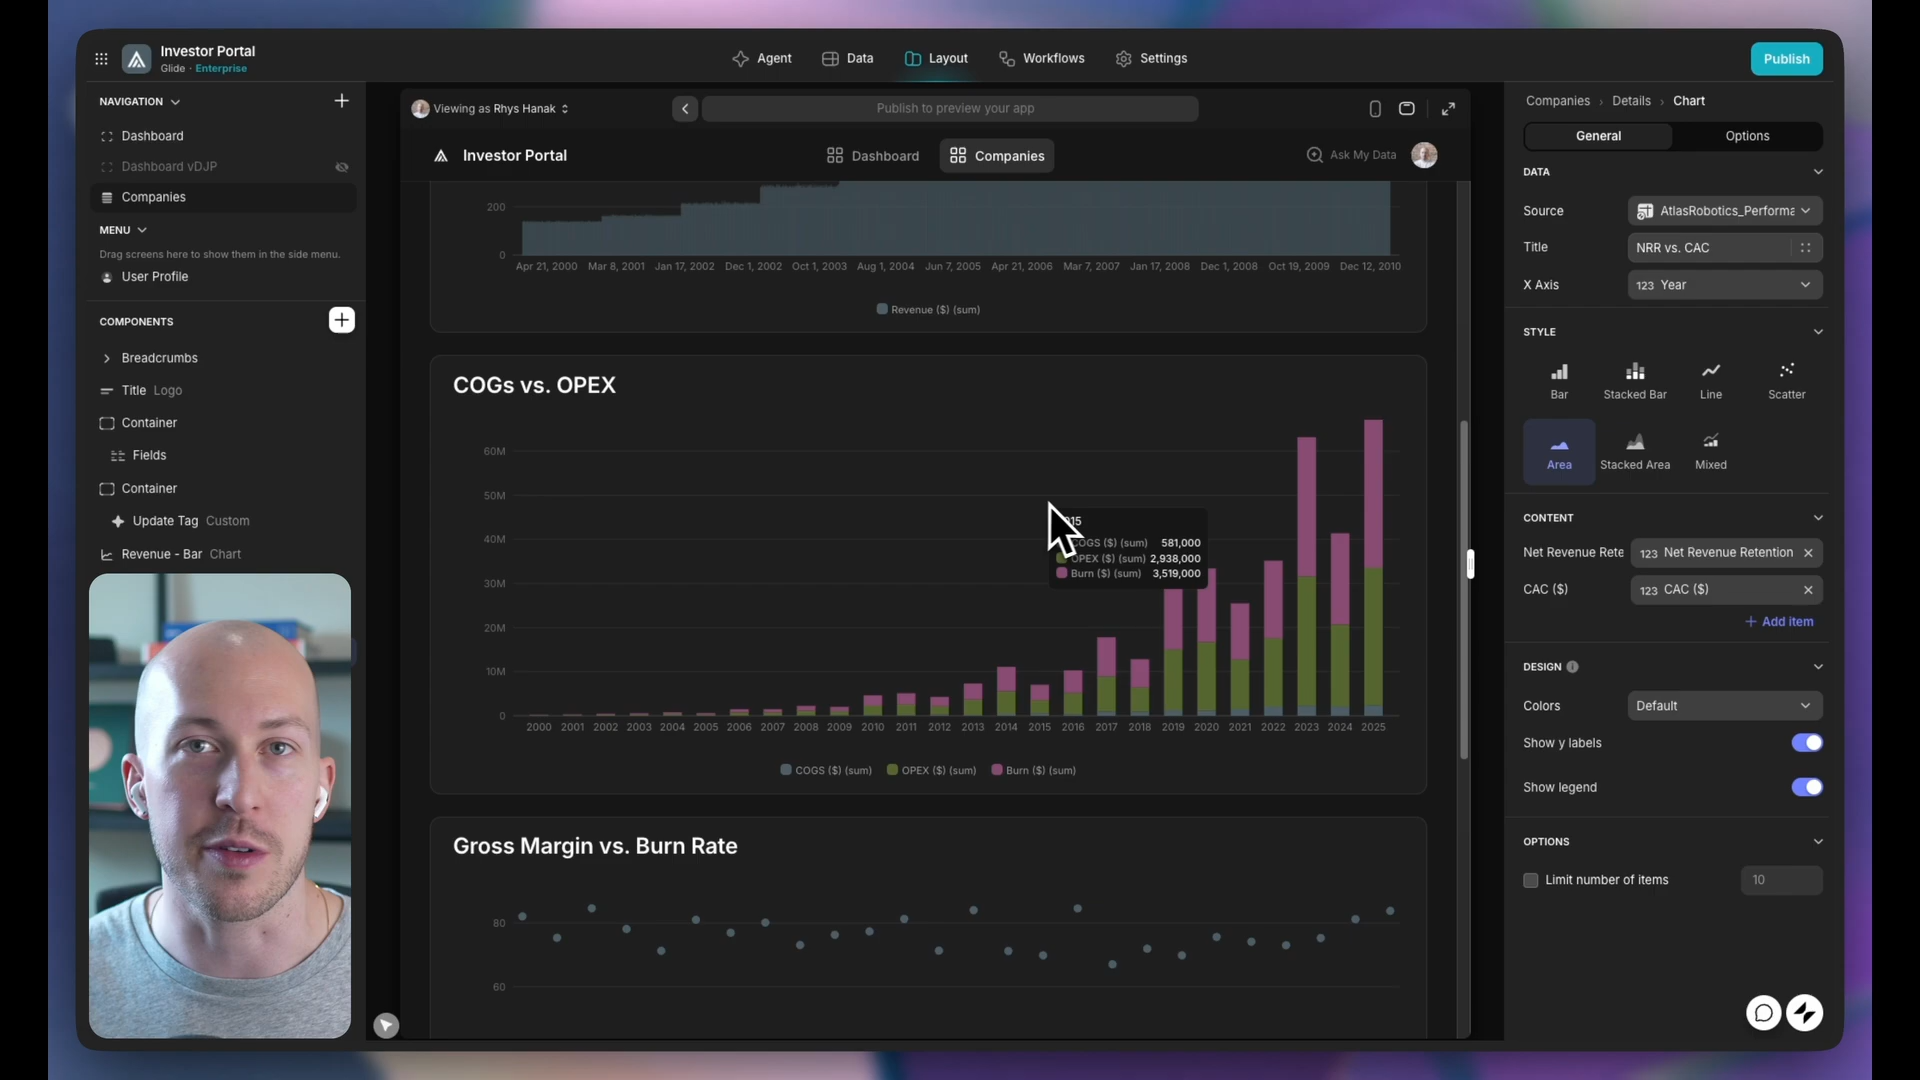 Investor Portal
Glide · Enterprise
Agent
Data
Layout
Workflows
Settings
Publish
NAVIGATION
Dashboard
Dashboard vDJP
Companies
MENU
Drag screens here to show them in the side menu.
User Profile
COMPONENTS
Breadcrumbs
Title Logo
Container
Fields
Container
Update Tag Custom
Revenue - Bar Chart
Viewing as Rhys Hanak
Publish to preview your app
Investor Portal
Dashboard
Companies
Ask My Data
200
0
Apr 21, 2000 Mar 8, 2001 Jan 17, 2002 Dec 1, 2002 Oct 1, 2003 Aug 1, 2004 Jun 7, 2005 Apr 21, 2006 Mar 7, 2007 Jan 17, 2008 Dec 1, 2008 Oct 19, 2009 Dec 12, 2010
Revenue ($) (sum)
COGs vs. OPEX
60M
50M
40M
30M
20M
10M
0
15
COGS ($) (sum) 581,000
OPEX ($) (sum) 2,938,000
Burn ($) (sum) 3,519,000
2000 2001 2002 2003 2004 2005 2006 2007 2008 2009 2010 2011 2012 2013 2014 2015 2016 2017 2018 2019 2020 2021 2022 2023 2024 2025
COGS ($) (sum) OPEX ($) (sum) Burn ($) (sum)
Gross Margin vs. Burn Rate
80
60
Companies › Details › Chart
General
Options
DATA
Source AtlasRobotics_Performa
Title NRR vs. CAC
X Axis 123 Year
STYLE
Bar
Stacked Bar
Line
Scatter
Area
Stacked Area
Mixed
CONTENT
Net Revenue Rete 123 Net Revenue Retention
CAC ($) 123 CAC ($)
+ Add item
DESIGN
Colors Default
Show y labels
Show legend
OPTIONS
Limit number of items 10